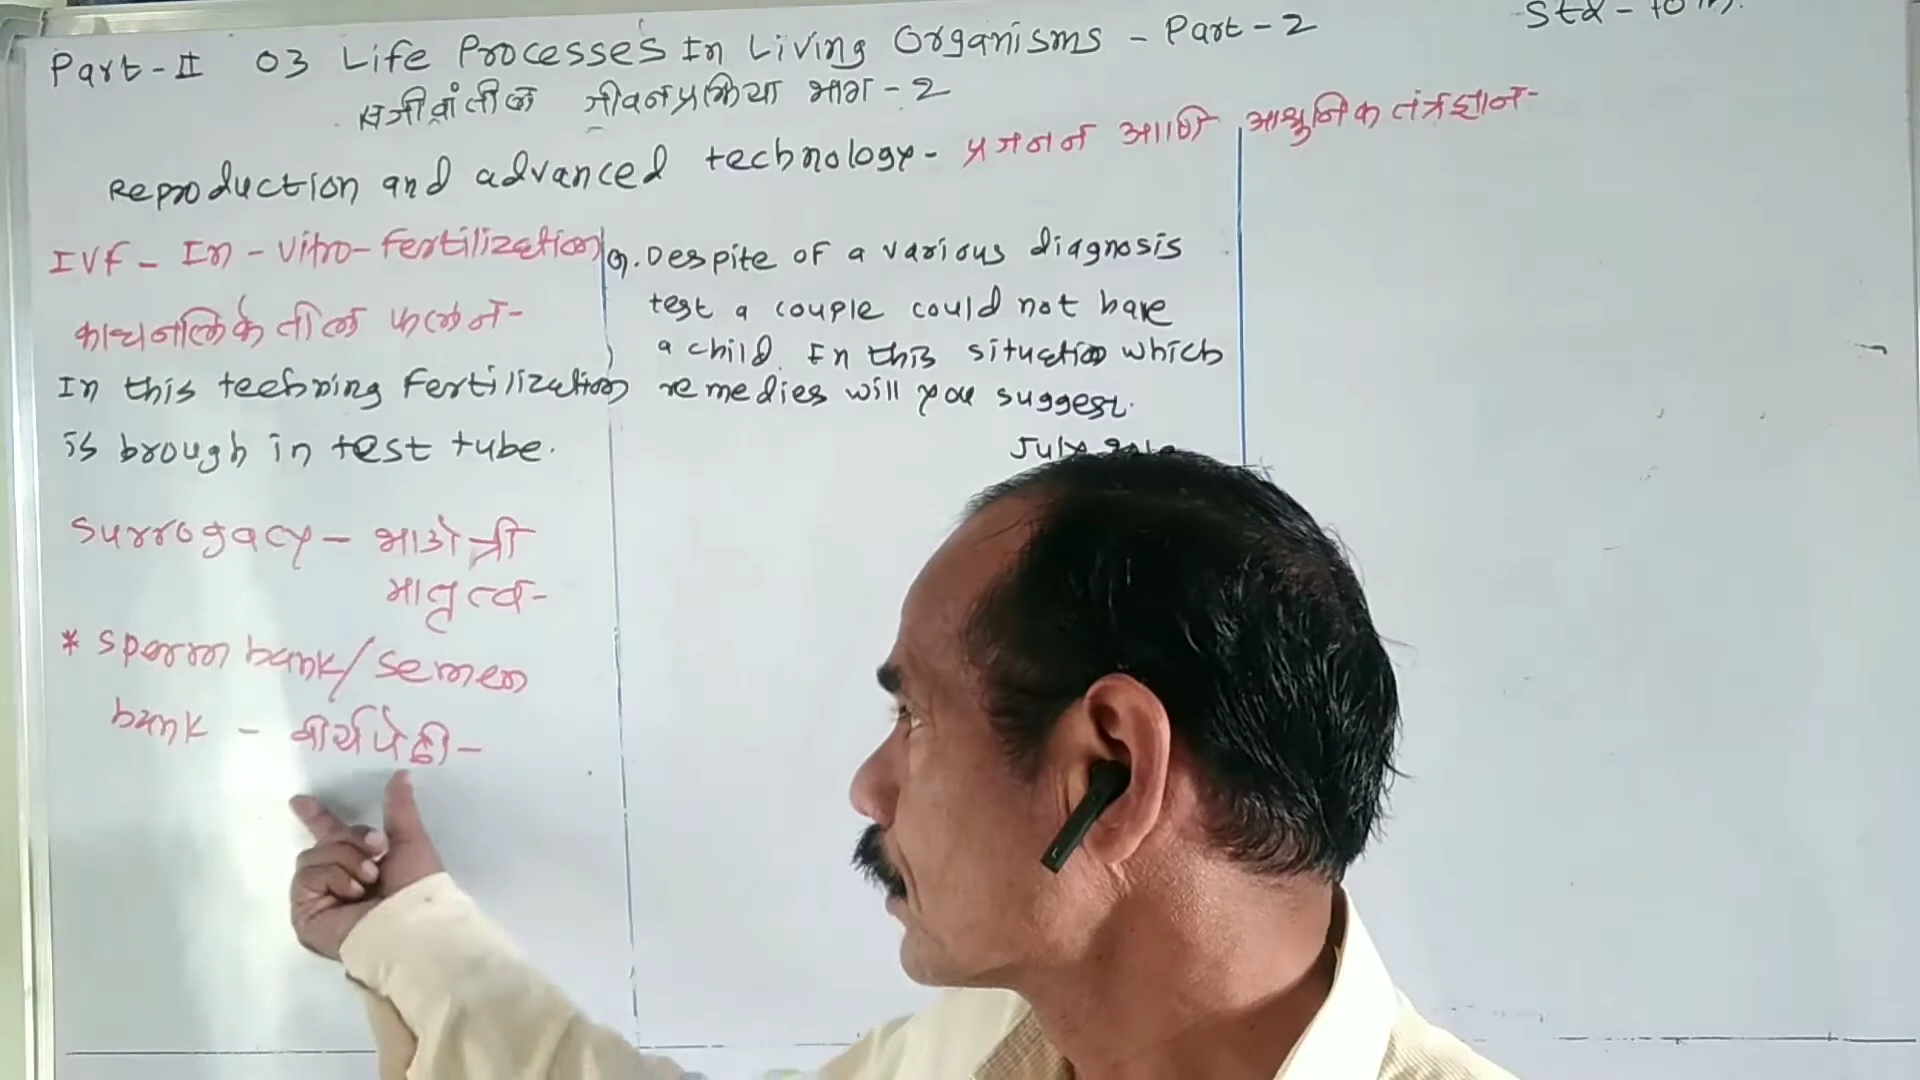 Part-II 03 Life Processes In Living Organisms - Part-2
Std - 10th.
सजीवांतील जीवनप्रक्रिया भाग - 2
Reproduction and advanced technology - प्रजनन आणि आधुनिक तंत्रज्ञान-
IVF - In - vitro - fertilization
काचनलिकेतील फलन-
In this techning Fertilization
is brough in test tube.
Surrogacy -
मातृत्व-
* Sperm bank/Semen
bank - वीर्यपेढी-
Q. Despite of a various diagnosis
test a couple could not have
a child. In this situation which
remedies will you suggest.
July